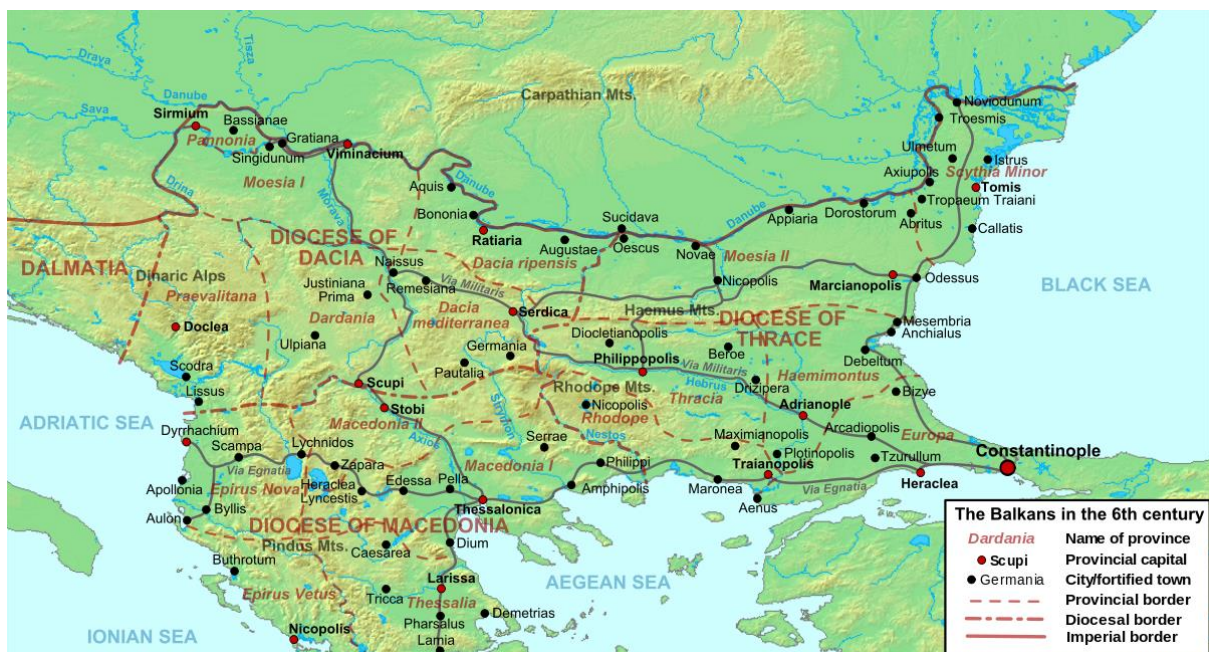 Drava
Tisza
Carpathian Mts.
Sava
Danube
Sirmium
Bassianae
Pannonia
Gratiana
Singidunum
Viminacium
Moesia I
Drina
Morava
Aquis
Danube
Bononia
Ratiaria
Noviodunum
Troesmis
Ulmetum
Istrus
Scythia Minor
Axiupolis
Tomis
Tropaeum Traiani
Abritus
Callatis
Danube
Appiaria
Dorostorum
Sucidava
Oescus
Augustae
Novae
Moesia II
DIOCESE OF
DACIA
Dacia ripensis
DALMATIA
Dinaric Alps
Praevalitana
Naissus
Remesiana
Via Militaris
Justiniana
Prima
Dardania
Dacia
mediterranea
Serdica
Nicopolis
Marcianopolis
Odessus
BLACK SEA
Haemus Mts.
DIOCESE OF
THRACE
Mesembria
Anchialus
Doclea
Ulpiana
Germania
Pautalia
Diocletianopolis
Philippopolis
Beroe
Via Militaris
Debeltum
Haemimontus
Drizipera
Hebrus
Thracia
Bizye
Scodra
Lissus
Scupi
Rhodope Mts.
Nicopolis
Rhodope
Nestos
Adrianople
Arcadiopolis
Europa
ADRIATIC SEA
Dyrrhachium
Stobi
Macedonia II
Axios
Strymon
Serrae
Maximianopolis
Plotinopolis
Tzurullum
Constantinople
Scampa
Lychnidos
Zapara
Via Egnatia
Macedonia I
Philippi
Traianopolis
Heraclea
Via Egnatia
Apollonia
Epirus Nova
Heraclea
Lyncestis
Edessa
Pella
Amphipolis
Maronea
Aenus
Byllis
Aulon
Thessalonica
DIOCESE OF MACEDONIA
Pindus Mts.
Caesarea
Dium
Buthrotum
Epirus Vetus
Tricca
Larissa
Thessalia
Demetrias
Pharsalus
Lamia
AEGEAN SEA
Nicopolis
IONIAN SEA
The Balkans in the 6th century
Dardania Name of province
Scupi Provincial capital
Germania City/fortified town
Provincial border
Diocesal border
Imperial border